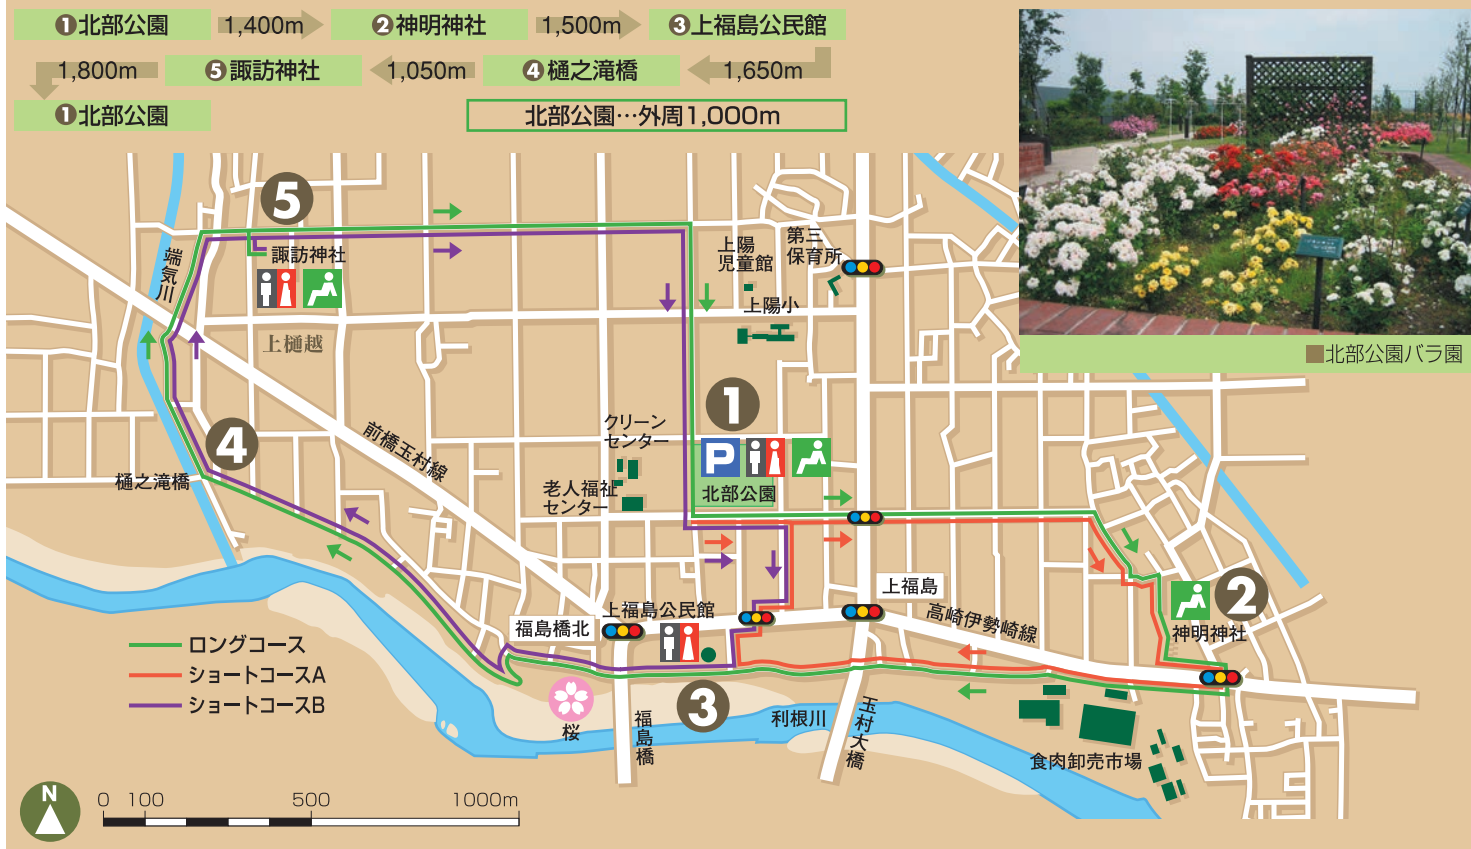 ❶北部公園 1,400m ❷神明神社 1,500m ❸上福島公民館
1,800m ❺諏訪神社 1,050m ❹樋之滝橋 1,650m
❶北部公園
北部公園…外周1,000m
■北部公園バラ園
5
諏訪神社
端気川
上樋越
上陽
児童館
第三
保育所
上陽小
1
クリーン
センター
P
北部公園
老人福祉
センター
4
樋之滝橋
前橋玉村線
上福島
高崎伊勢崎線
2
神明神社
上福島公民館
福島橋北
3
桜
福島橋
利根川
玉村大橋
食肉卸売市場
ロングコース
ショートコースA
ショートコースB
N
0 100 500 1000m